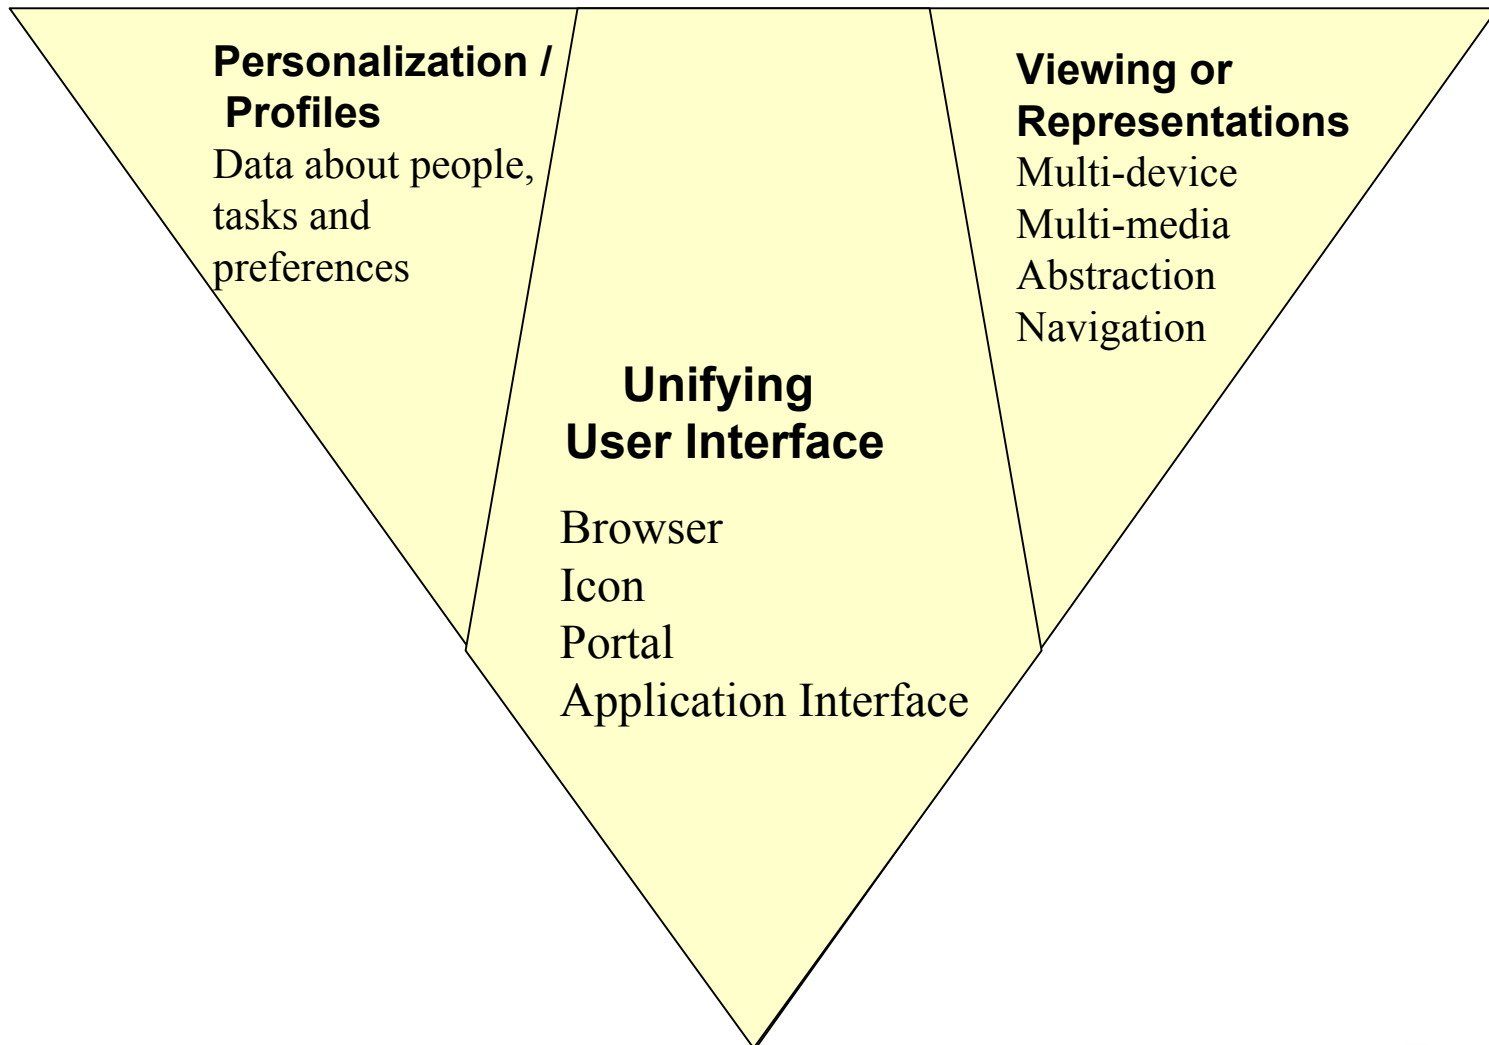 Personalization /
Profiles
Data about people,
tasks and
preferences
Unifying
User Interface
Browser
Icon
Portal
Application Interface
Viewing or
Representations
Multi-device
Multi-media
Abstraction
Navigation